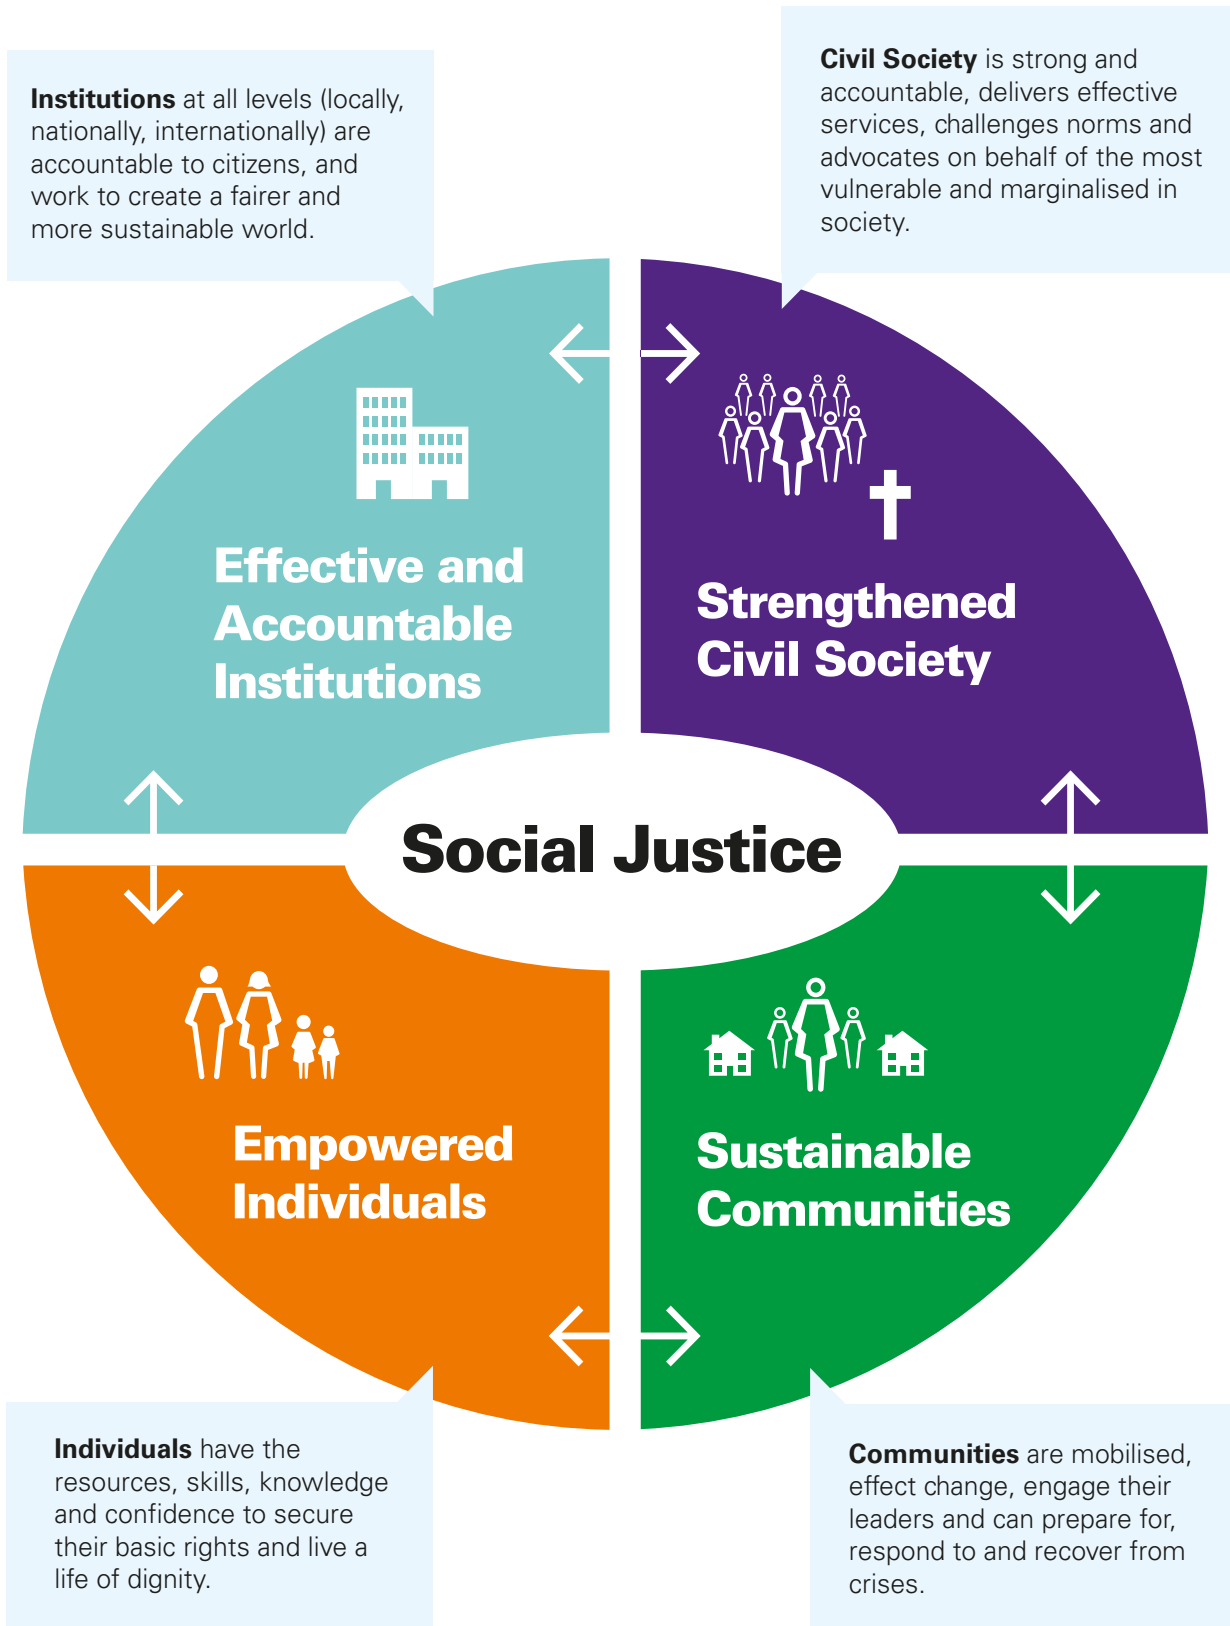 Institutions at all levels (locally,
nationally, internationally) are
accountable to citizens, and
work to create a fairer and
more sustainable world.
Civil Society is strong and
accountable, delivers effective
services, challenges norms and
advocates on behalf of the most
vulnerable and marginalised in
society.
Effective and
Accountable
Institutions
Strengthened
Civil Society
Social Justice
Empowered
Individuals
Sustainable
Communities
Individuals have the
resources, skills, knowledge
and confidence to secure
their basic rights and live a
life of dignity.
Communities are mobilised,
effect change, engage their
leaders and can prepare for,
respond to and recover from
crises.